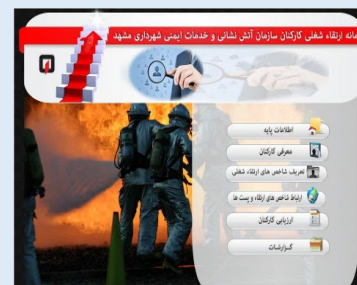 سامانه ارتقاء شغلی کارکنان سازمان آتش نشانی و خدمات ایمنی شهرداری مشهد
اطلاعات پایه
معرفی کارکنان
تعریف شاخص های ارتقاء شغلی
ارتباط شاخص های ارتقاء و پست ها
ارزیابی کارکنان
گـزارشـات